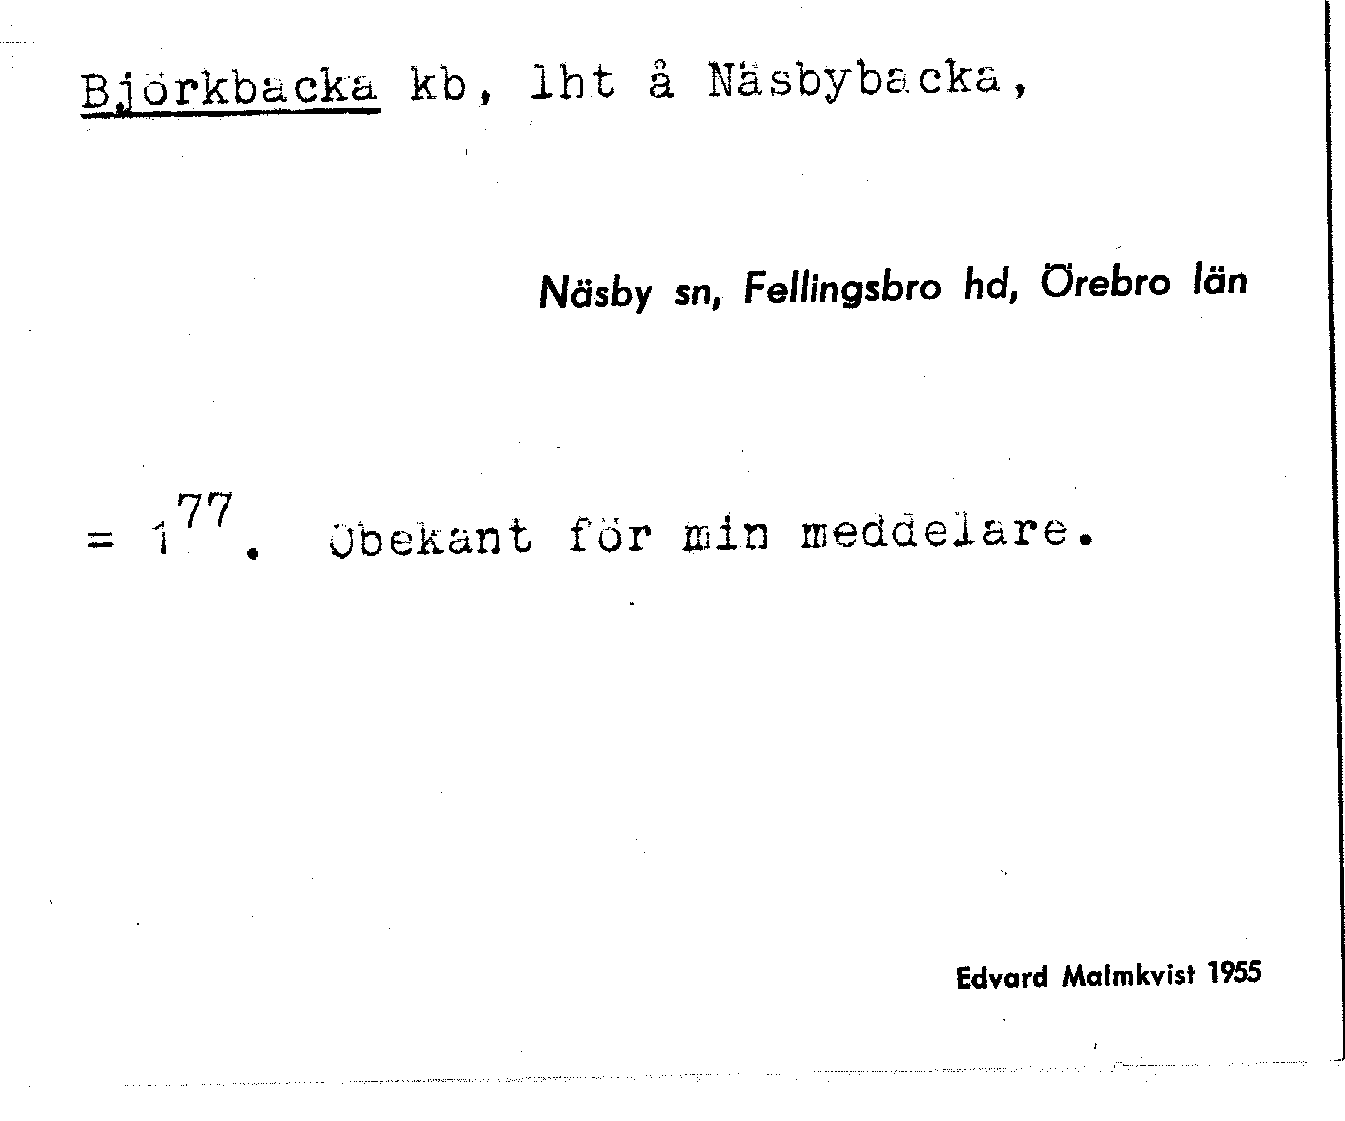 Björkbacka kb, lht å Näsbybacka,
Näsby sn, Fellingsbro hd, Örebro län
= 1⁷⁷. Obekant för min meddelare.
Edvard Malmkvist 1955